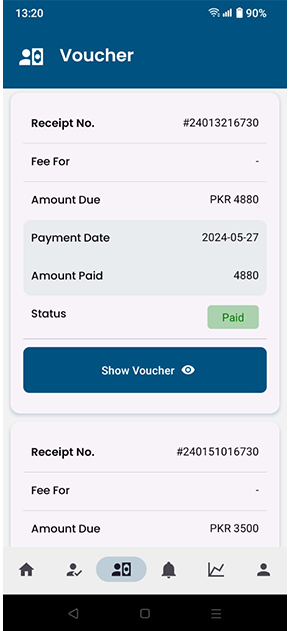 13:20
90%
Voucher
Receipt No. #24013216730
Fee For -
Amount Due PKR 4880
Payment Date 2024-05-27
Amount Paid 4880
Status Paid
Show Voucher
Receipt No. #240151016730
Fee For -
Amount Due PKR 3500